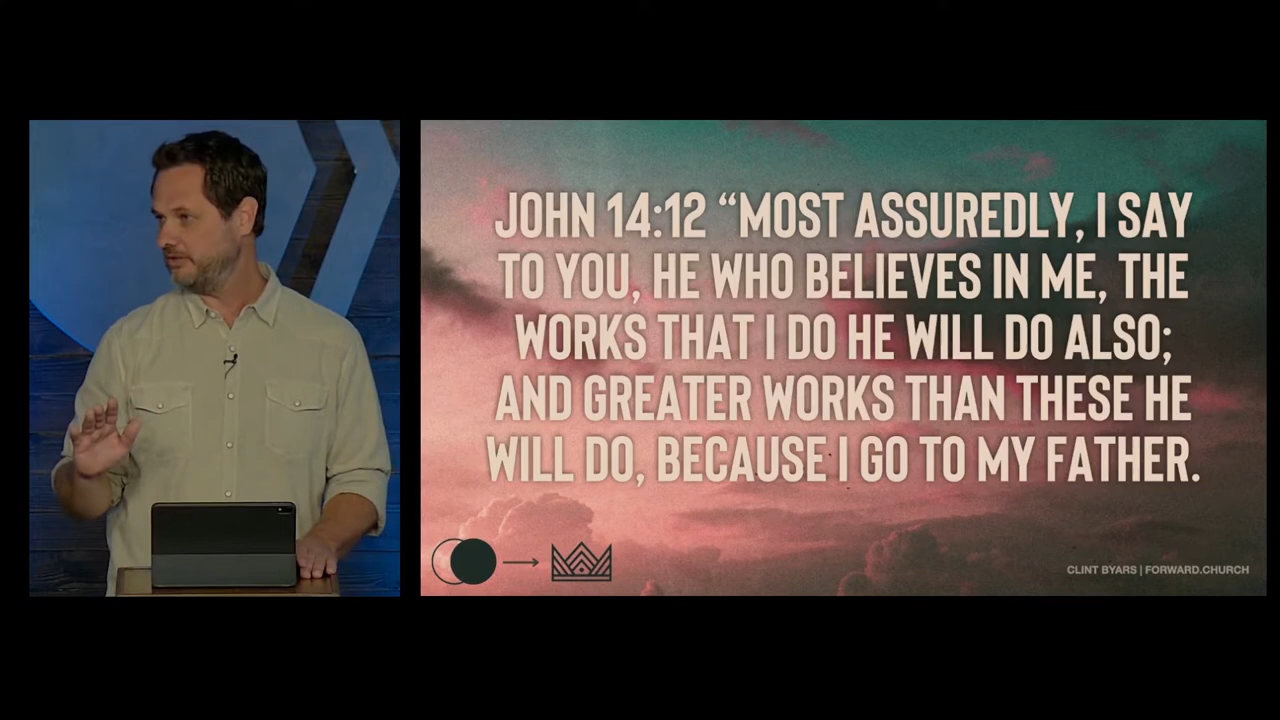 JOHN 14:12 “MOST ASSUREDLY, I SAY
TO YOU, HE WHO BELIEVES IN ME, THE
WORKS THAT I DO HE WILL DO ALSO;
AND GREATER WORKS THAN THESE HE
WILL DO, BECAUSE I GO TO MY FATHER.
CLINT BYARS | FORWARD.CHURCH